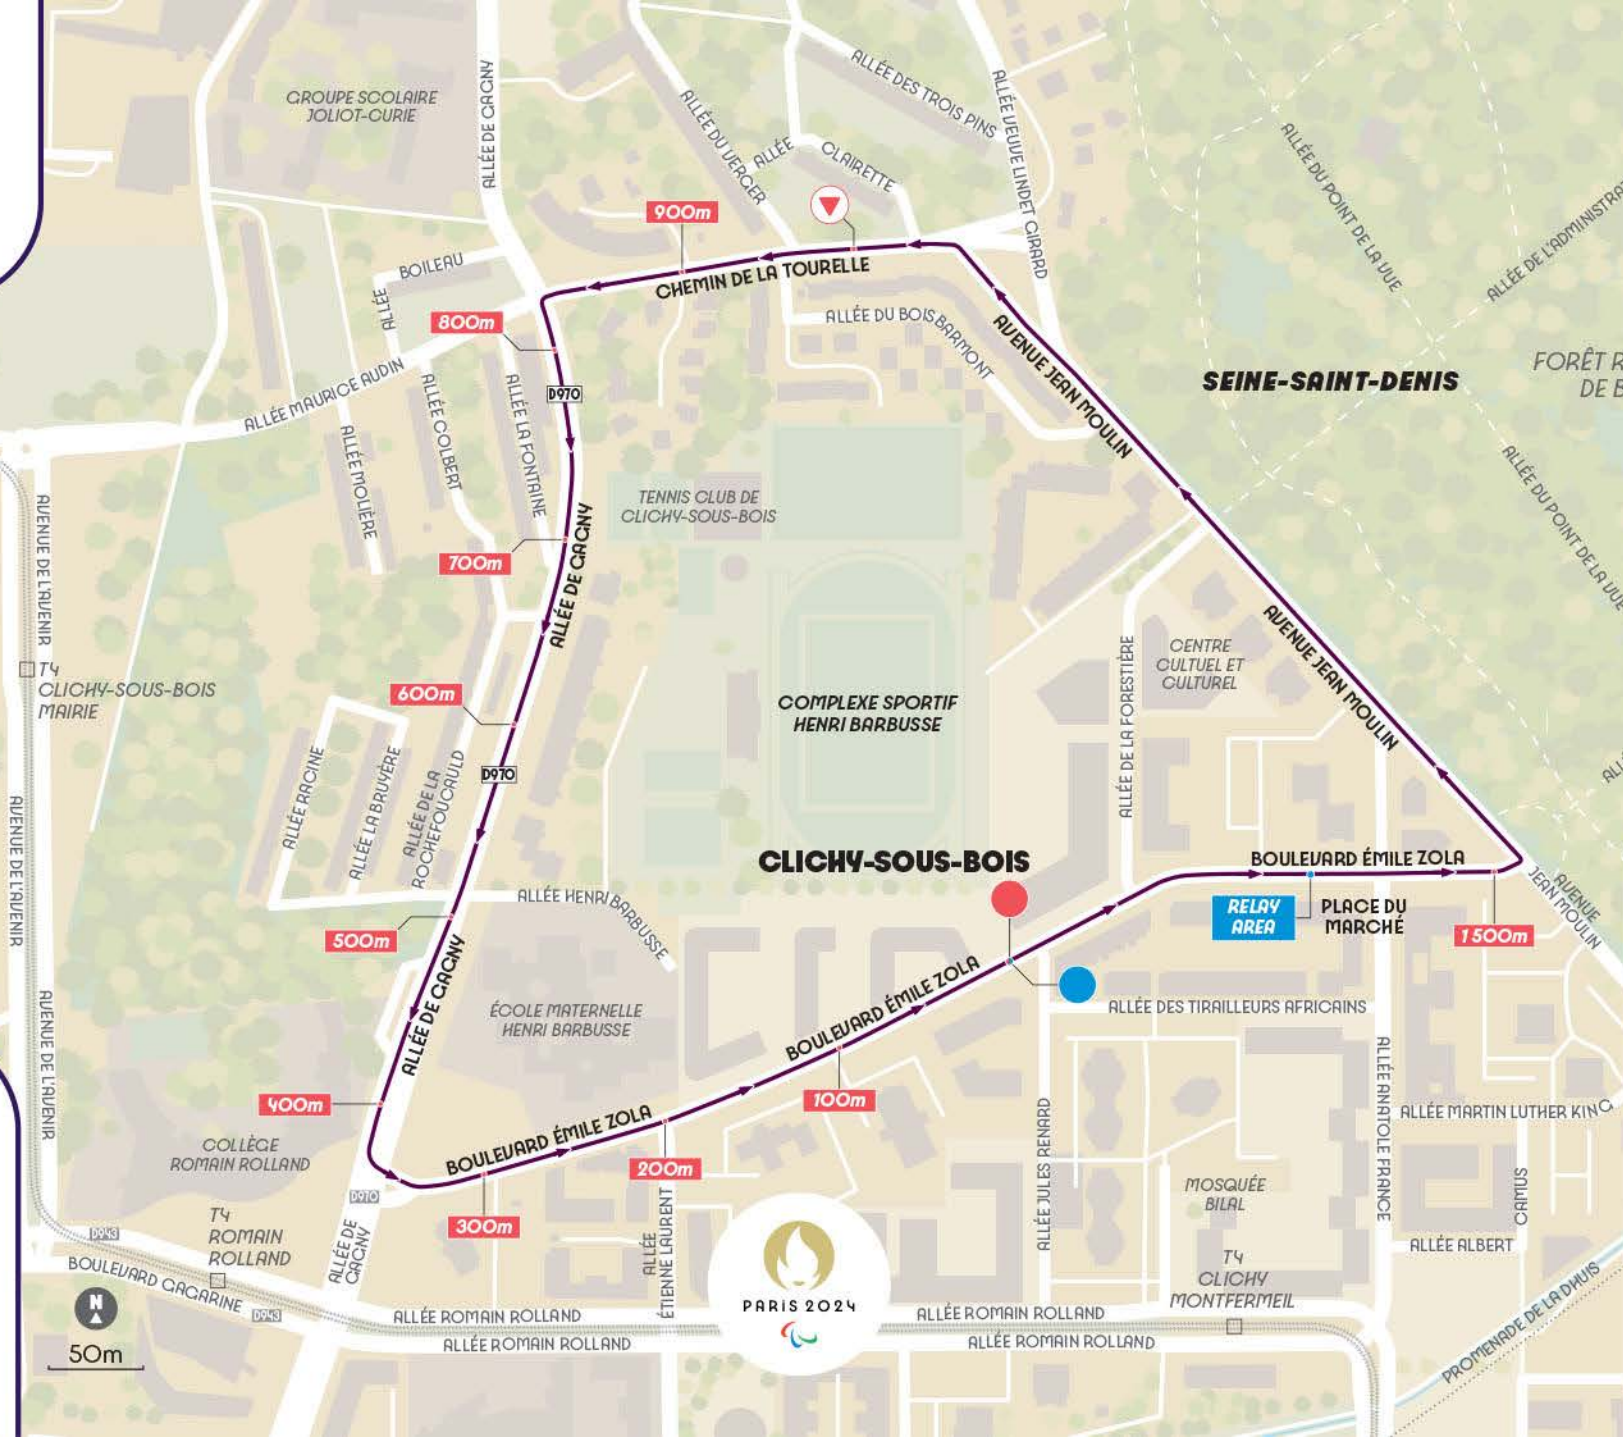 GROUPE SCOLAIRE
JOLIOT-CURIE
ALLÉE DE GAGNY
ALLÉE DU VERGER
ALLÉE
CLAIRETTE
ALLÉE DES TROIS PINS
ALLÉE VEUVE LINDET GIRARD
ALLÉE DU POINT DE LA VUE
ALLÉE DE L'ADMINISTRA
900m
BOILEAU
ALLÉE
CHEMIN DE LA TOURELLE
800m
ALLÉE DU BOIS BARMONT
AVENUE JEAN MOULIN
SEINE-SAINT-DENIS
FORÊT R
DE B
D970
ALLÉE MAURICE AUDIN
ALLÉE MOLIÈRE
ALLÉE COLBERT
ALLÉE LA FONTAINE
ALLÉE DE GAGNY
TENNIS CLUB DE
CLICHY-SOUS-BOIS
ALLÉE DU POINT DE LA VUE
AVENUE DE L'AVENIR
700m
T4
CLICHY-SOUS-BOIS
MAIRIE
600m
COMPLEXE SPORTIF
HENRI BARBUSSE
ALLÉE DE LA FORESTIÈRE
CENTRE
CULTUEL ET
CULTUREL
AVENUE JEAN MOULIN
D970
ALLÉE RACINE
ALLÉE LA BRUYÈRE
ALLÉE DE LA
ROCHEFOUCAULD
ALL
AVENUE DE L'AVENIR
CLICHY-SOUS-BOIS
BOULEVARD ÉMILE ZOLA
ALLÉE HENRI BARBUSSE
AVENUE
JEAN MOULIN
RELAY
AREA
PLACE DU
MARCHÉ
1500m
500m
ALLÉE DE GAGNY
ÉCOLE MATERNELLE
HENRI BARBUSSE
BOULEVARD ÉMILE ZOLA
ALLÉE DES TIRAILLEURS AFRICAINS
AVENUE DE L'AVENIR
400m
100m
ALLÉE JULES RENARD
ALLÉE ANATOLE FRANCE
ALLÉE MARTIN LUTHER KING
COLLÈGE
ROMAIN ROLLAND
BOULEVARD ÉMILE ZOLA
200m
D970
300m
MOSQUÉE
BILAL
CAMUS
ALLÉE ALBERT
T4
ROMAIN
ROLLAND
D943
BOULEVARD GAGARINE
D943
ALLÉE DE
GAGNY
ALLÉE
ÉTIENNE LAURENT
T4
CLICHY
MONTFERMEIL
PROMENADE DE LA DHUIS
N
50m
ALLÉE ROMAIN ROLLAND
ALLÉE ROMAIN ROLLAND
PARIS 2024
ALLÉE ROMAIN ROLLAND
ALLÉE ROMAIN ROLLAND